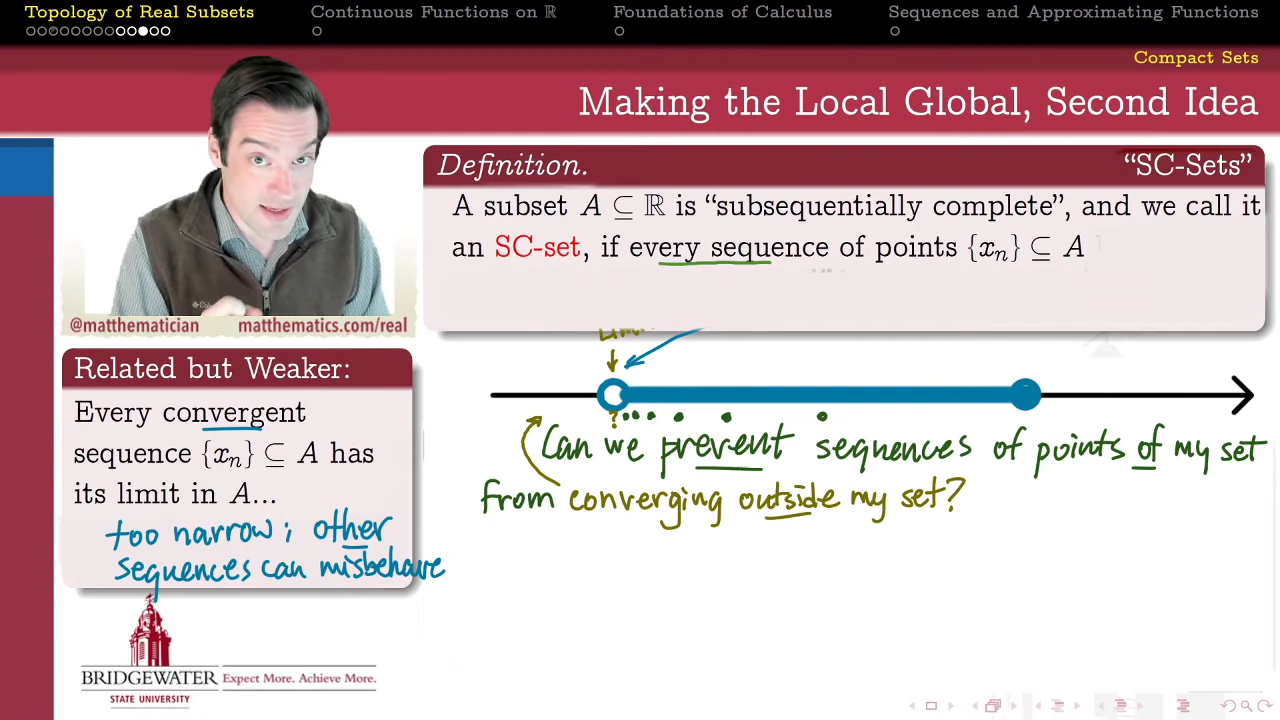 Topology of Real Subsets Continuous Functions on ℝ Foundations of Calculus Sequences and Approximating Functions
Compact Sets
Making the Local Global, Second Idea
Definition. “SC-Sets”
A subset A ⊆ ℝ is “subsequentially complete”, and we call it
an SC-set, if every sequence of points {xₙ} ⊆ A
@matthematician matthematics.com/real
Related but Weaker:
Every convergent
sequence {xₙ} ⊆ A has
its limit in A...
too narrow; other
sequences can misbehave
?
Can we prevent sequences of points of my set
from converging outside my set?
BRIDGEWATER
STATE UNIVERSITY
Expect More. Achieve More.